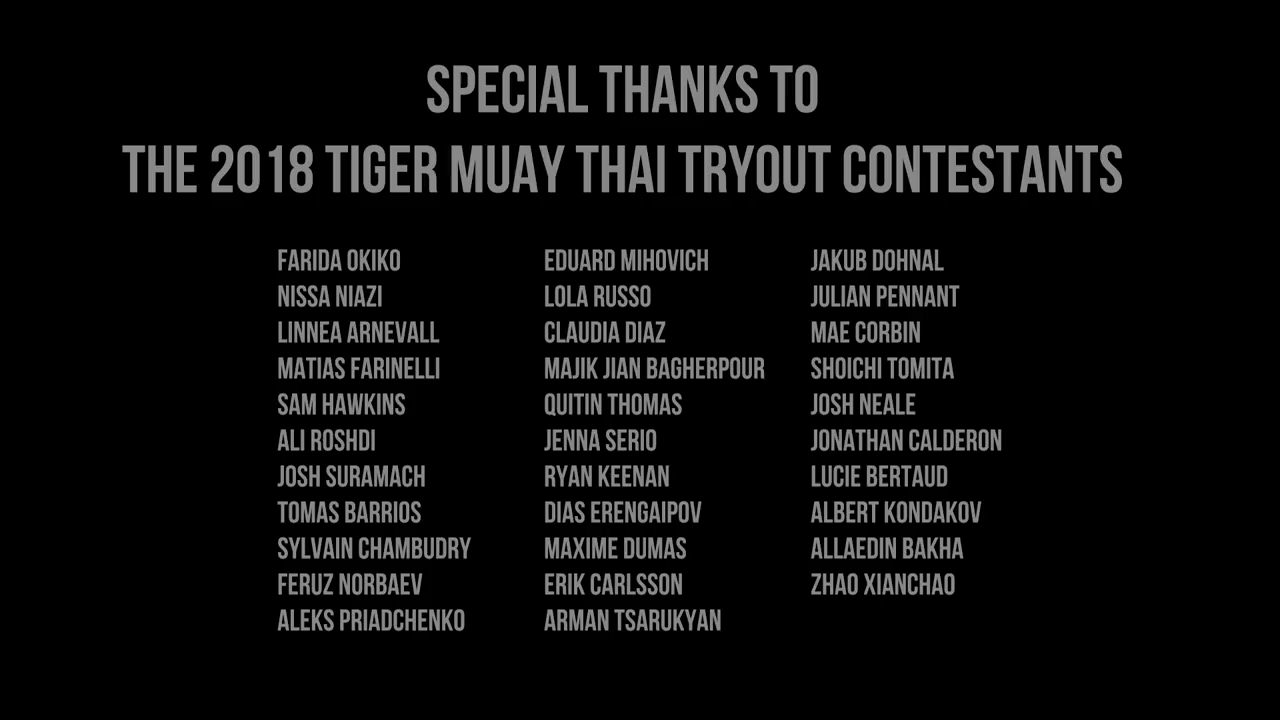 SPECIAL THANKS TO
THE 2018 TIGER MUAY THAI TRYOUT CONTESTANTS
FARIDA OKIKO
NISSA NIAZI
LINNEA ARNEVALL
MATIAS FARINELLI
SAM HAWKINS
ALI ROSHDI
JOSH SURAMACH
TOMAS BARRIOS
SYLVAIN CHAMBUDRY
FERUZ NORBAEV
ALEKS PRIADCHENKO
EDUARD MIHOVICH
LOLA RUSSO
CLAUDIA DIAZ
MAJIK JIAN BAGHERPOUR
QUITIN THOMAS
JENNA SERIO
RYAN KEENAN
DIAS ERENGAIPOV
MAXIME DUMAS
ERIK CARLSSON
ARMAN TSARUKYAN
JAKUB DOHNAL
JULIAN PENNANT
MAE CORBIN
SHOICHI TOMITA
JOSH NEALE
JONATHAN CALDERON
LUCIE BERTAUD
ALBERT KONDAKOV
ALLAEDIN BAKHA
ZHAO XIANCHAO